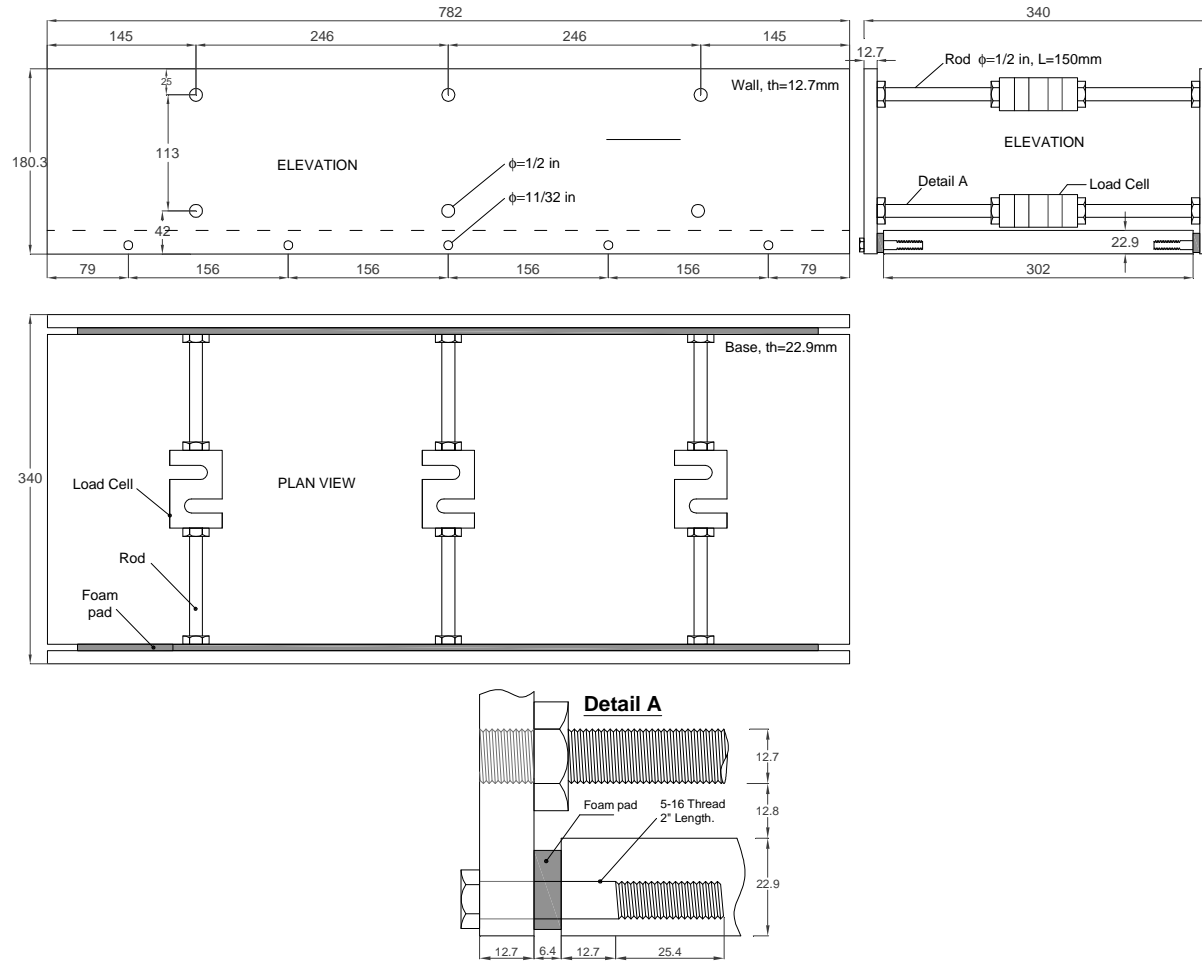 782
340
145
246
246
145
12.7
25
Wall, th=12.7mm
Rod ϕ=1/2 in, L=150mm
180.3
113
ELEVATION
ϕ=1/2 in
ϕ=11/32 in
42
ELEVATION
Detail A
Load Cell
22.9
79
156
156
156
156
79
302
Base, th=22.9mm
340
Load Cell
PLAN VIEW
Rod
Foam
pad
Detail A
12.7
Foam pad
5-16 Thread
2" Length.
12.8
22.9
12.7
6.4
12.7
25.4